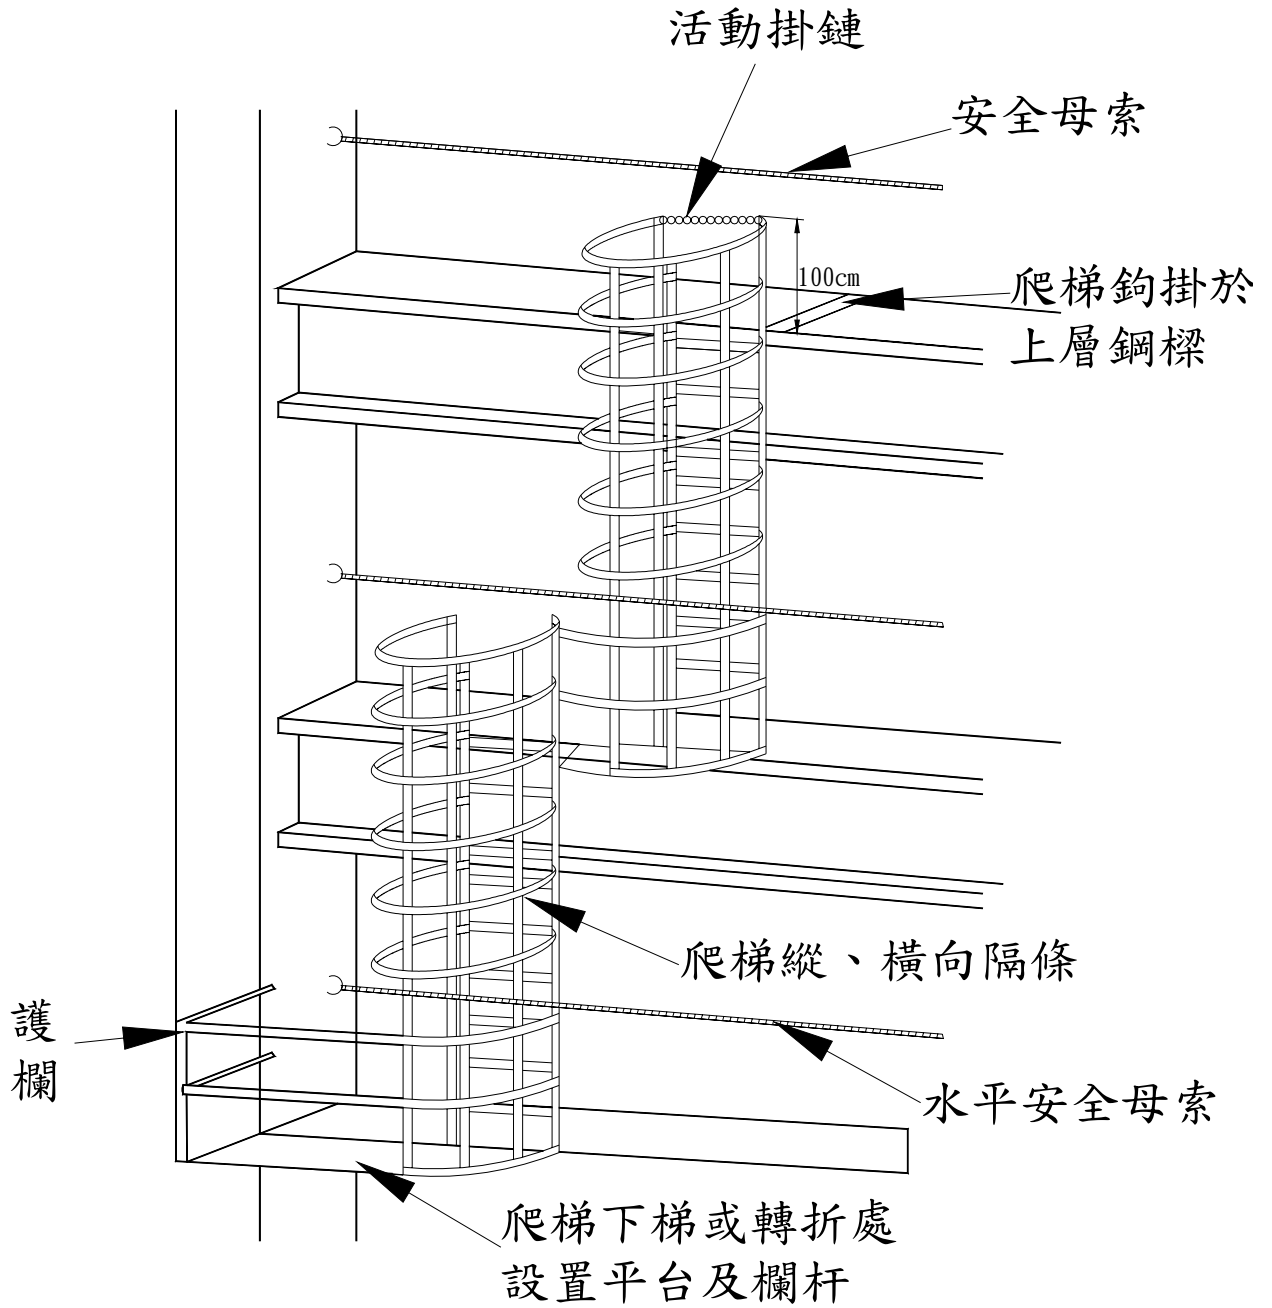 活動掛鏈
安全母索
100cm
爬梯鉤掛於
上層鋼樑
爬梯縱、橫向隔條
護
欄
水平安全母索
爬梯下梯或轉折處
設置平台及欄杆